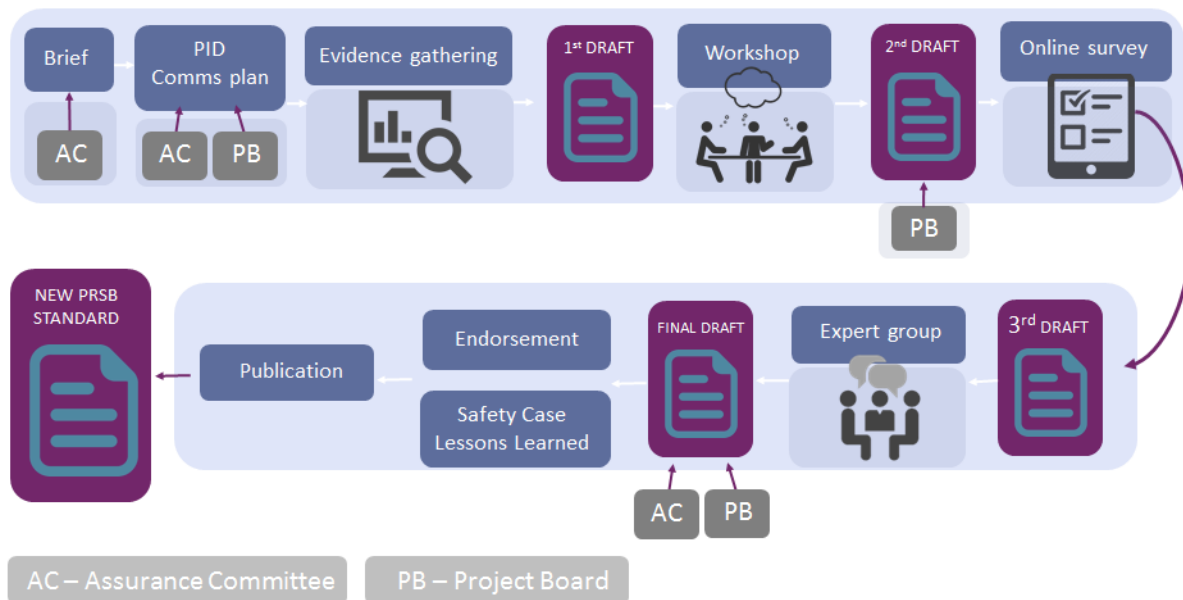 Brief
PID
Comms plan
Evidence gathering
1st DRAFT
Workshop
2nd DRAFT
Online survey
AC
AC
PB
PB
NEW PRSB
STANDARD
Publication
Endorsement
Safety Case
Lessons Learned
FINAL DRAFT
Expert group
3rd DRAFT
AC
PB
AC – Assurance Committee
PB – Project Board